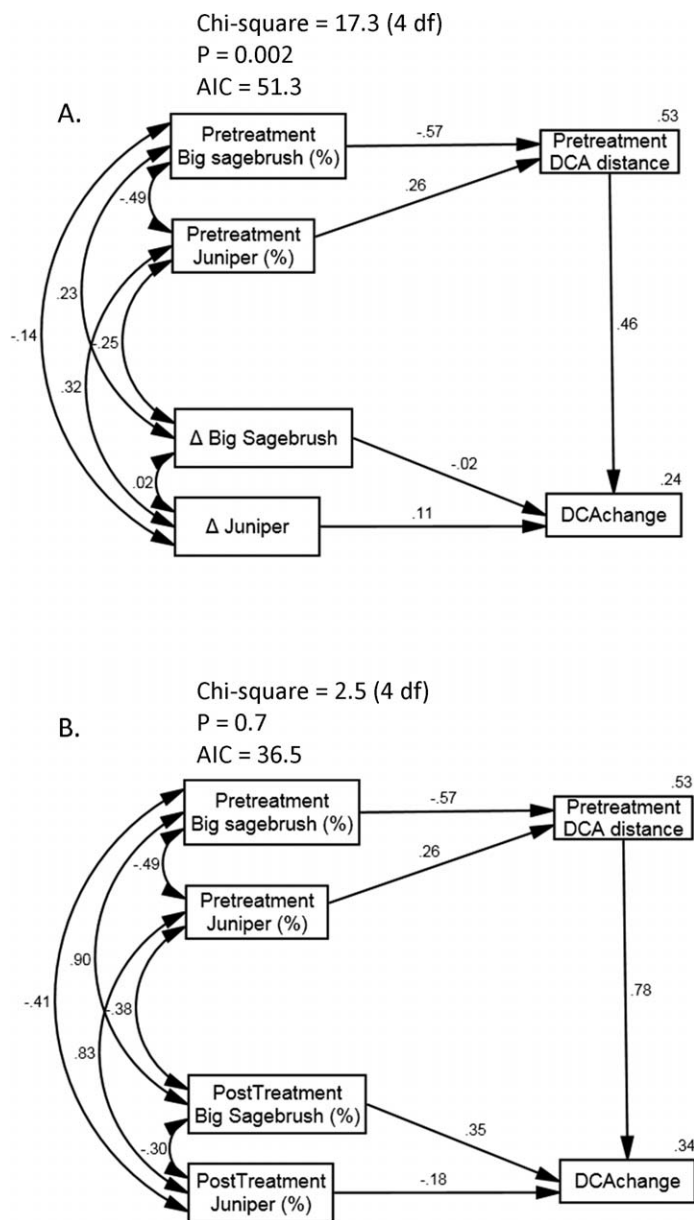 Chi-square = 17.3 (4 df)
P = 0.002
AIC = 51.3
A.
Pretreatment
Big sagebrush (%)
-.57
.53
Pretreatment
DCA distance
-.49
.26
Pretreatment
Juniper (%)
.23
-.14
-.25
.32
.46
Δ Big Sagebrush
-.02
.02
.24
Δ Juniper
.11
DCAchange
Chi-square = 2.5 (4 df)
P = 0.7
AIC = 36.5
B.
Pretreatment
Big sagebrush (%)
-.57
.53
Pretreatment
DCA distance
-.49
.26
Pretreatment
Juniper (%)
.90
-.41
-.38
.83
.78
PostTreatment
Big Sagebrush (%)
.35
-.30
.34
PostTreatment
Juniper (%)
-.18
DCAchange